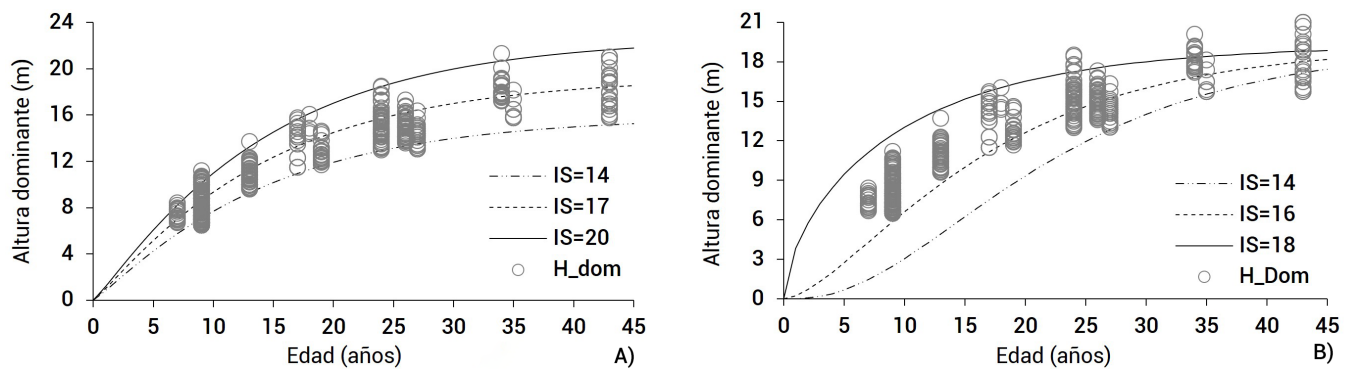 24
20
16
12
8
4
0
Altura dominante (m)
IS=14
IS=17
IS=20
H_dom
0 5 10 15 20 25 30 35 40 45
Edad (años)
A)
21
18
15
12
9
6
3
0
Altura dominante (m)
IS=14
IS=16
IS=18
H_Dom
0 5 10 15 20 25 30 35 40 45
Edad (años)
B)